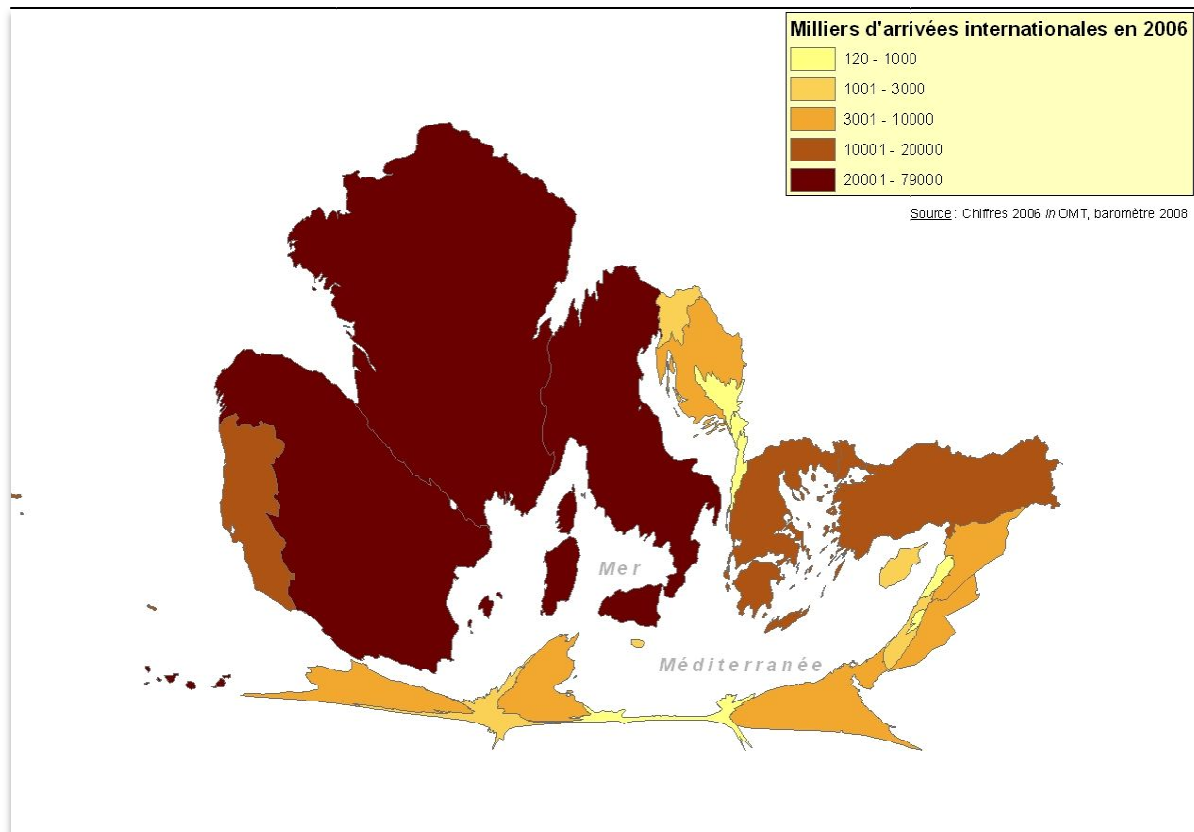 Milliers d'arrivées internationales en 2006
120 - 1000
1001 - 3000
3001 - 10000
10001 - 20000
20001 - 79000
Source : Chiffres 2006 in OMT, baromètre 2008
Mer
Méditerranée